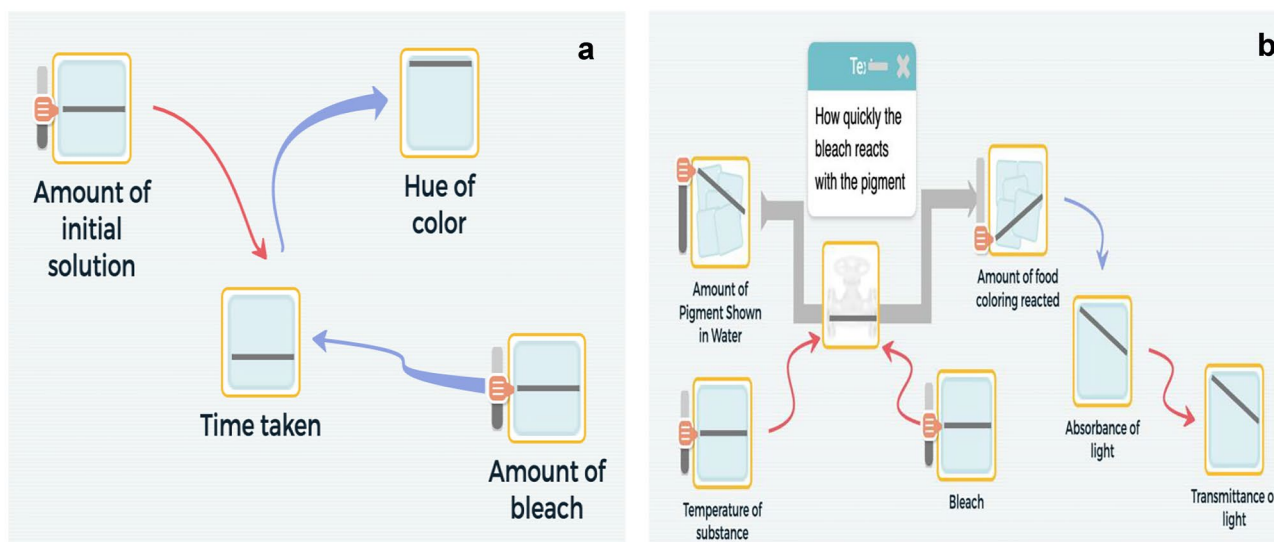 a
Amount of
initial
solution
Hue of
color
Time taken
Amount of
bleach
b
How quickly the
bleach reacts
with the pigment
Amount of
Pigment Shown
in Water
Amount of food
coloring reacted
Temperature of
substance
Bleach
Absorbance of
light
Transmittance o
light